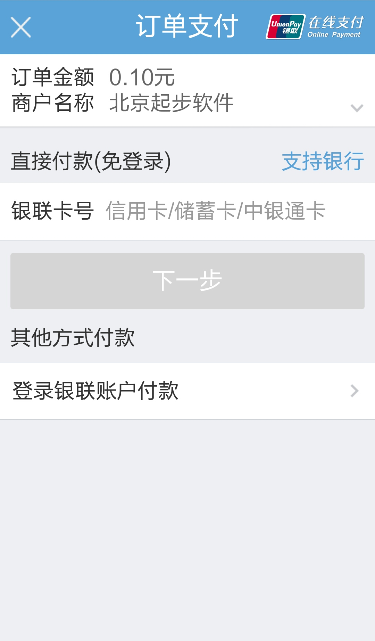 订单支付
UnionPay
银联
在线支付
Online Payment
订单金额 0.10元
商户名称 北京起步软件
直接付款(免登录) 支持银行
银联卡号 信用卡/储蓄卡/中银通卡
下一步
其他方式付款
登录银联账户付款